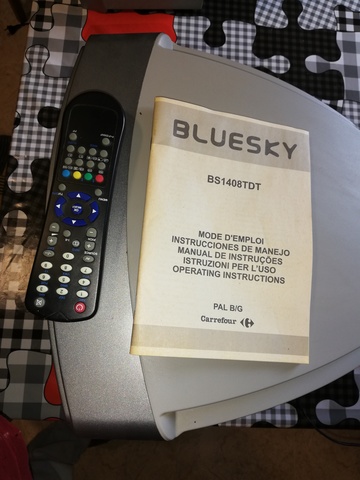 BLUESKY
BS1408TDT
MODE D'EMPLOI
INSTRUCCIONES DE MANEJO
MANUAL DE INSTRUÇÕES
ISTRUZIONI PER L'USO
OPERATING INSTRUCTIONS
PAL B/G
Carrefour